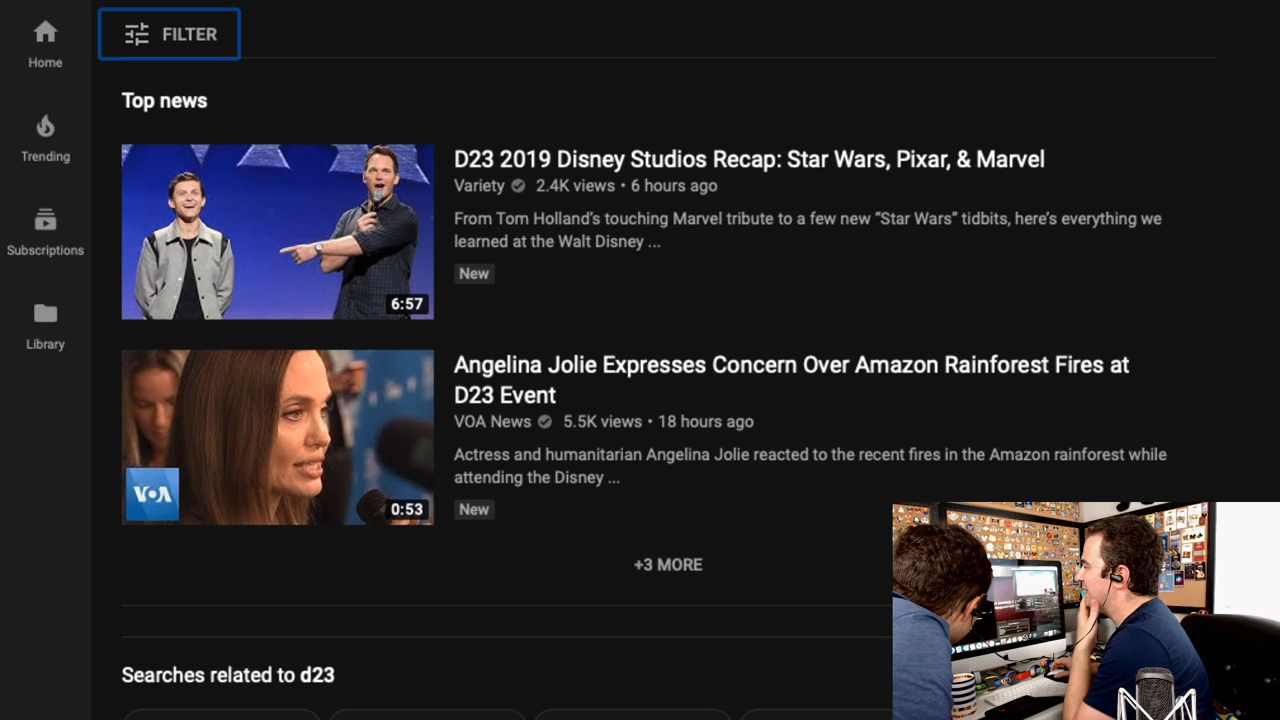 FILTER
Home
Top news
Trending
Subscriptions
Library
6:57
D23 2019 Disney Studios Recap: Star Wars, Pixar, & Marvel
Variety 2.4K views • 6 hours ago
From Tom Holland’s touching Marvel tribute to a few new “Star Wars” tidbits, here’s everything we
learned at the Walt Disney ...
New
VOA
0:53
Angelina Jolie Expresses Concern Over Amazon Rainforest Fires at
D23 Event
VOA News 5.5K views • 18 hours ago
Actress and humanitarian Angelina Jolie reacted to the recent fires in the Amazon rainforest while
attending the Disney ...
New
+3 MORE
Searches related to d23